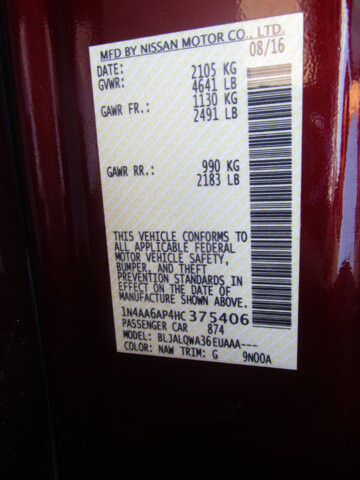 MFD BY NISSAN MOTOR CO., LTD.
DATE: 08/16
GVWR: 2105 KG
4641 LB
GAWR FR.: 1130 KG
2491 LB
GAWR RR.: 990 KG
2183 LB
THIS VEHICLE CONFORMS TO
ALL APPLICABLE FEDERAL
MOTOR VEHICLE SAFETY,
BUMPER, AND THEFT
PREVENTION STANDARDS IN
EFFECT ON THE DATE OF
MANUFACTURE SHOWN ABOVE.
1N4AA6AP4HC375406
PASSENGER CAR 874
MODEL: BL3ALQWA36EUAAA---
COLOR: NAW TRIM: G 9N00A